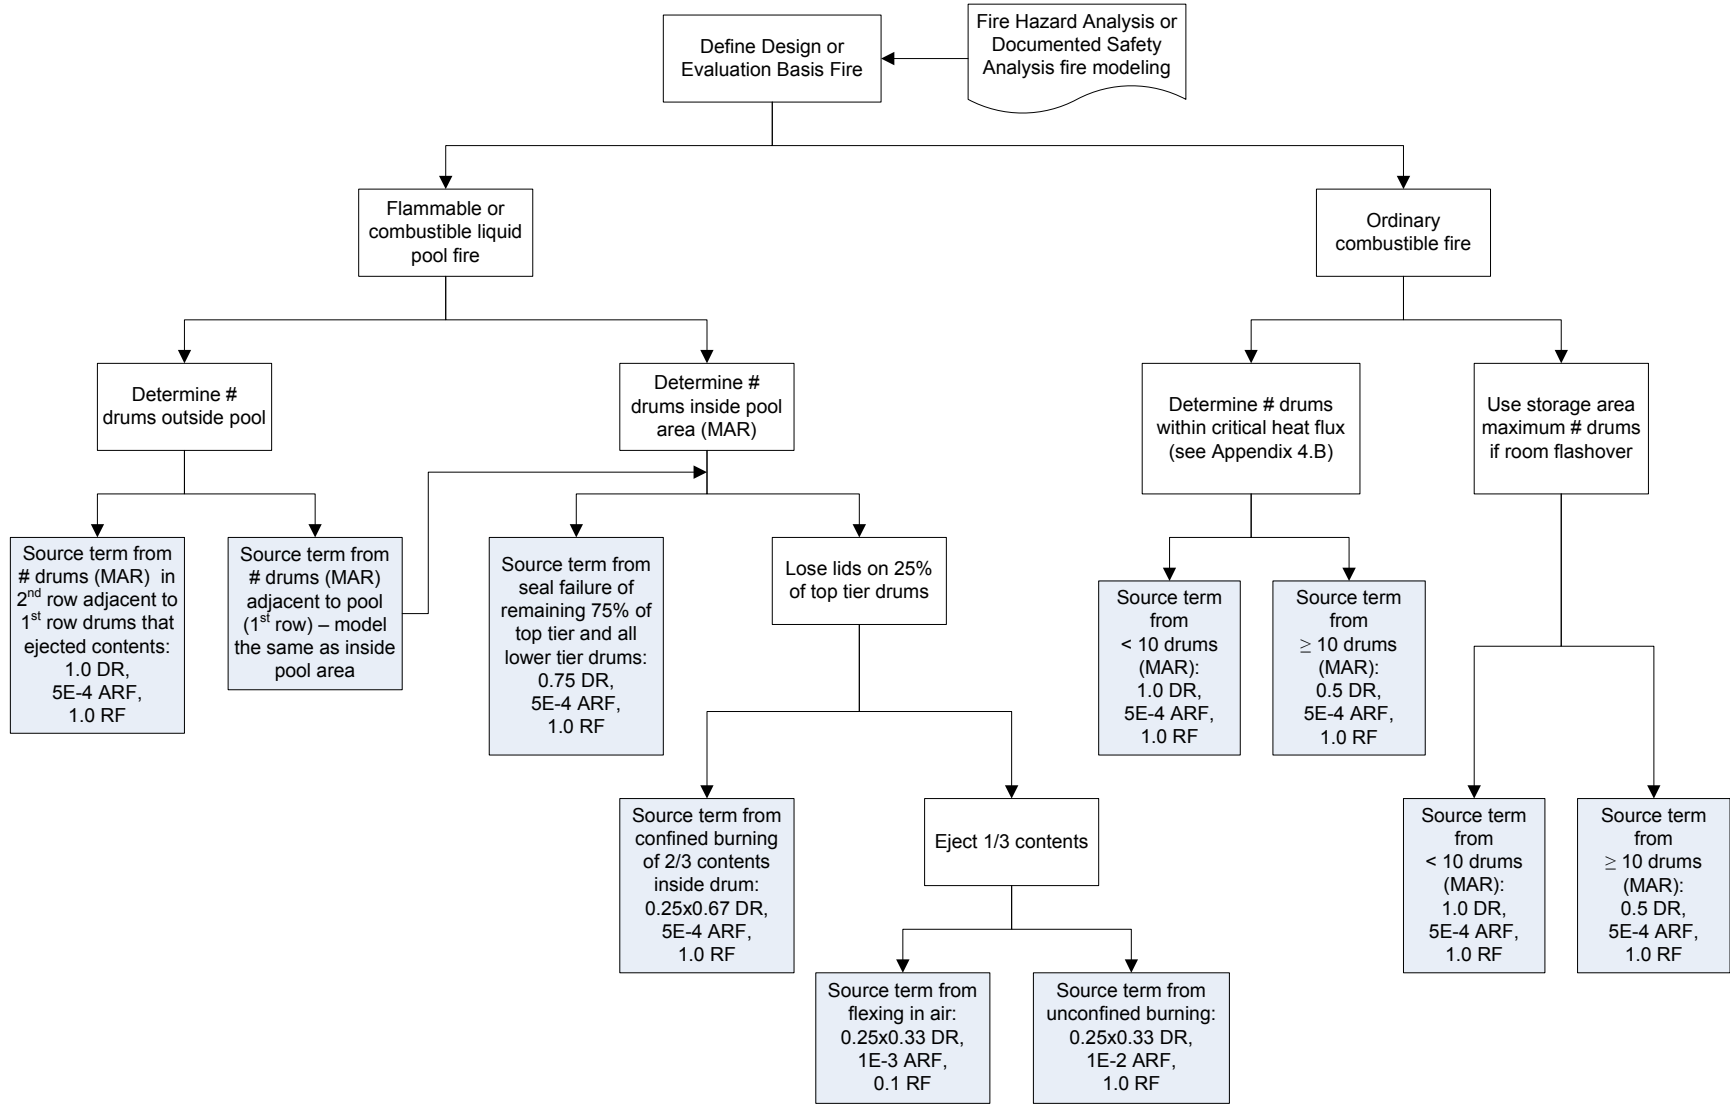 Define Design or
Evaluation Basis Fire
Fire Hazard Analysis or
Documented Safety
Analysis fire modeling
Flammable or
combustible liquid
pool fire
Ordinary
combustible fire
Determine #
drums outside pool
Determine #
drums inside pool
area (MAR)
Determine # drums
within critical heat flux
(see Appendix 4.B)
Use storage area
maximum # drums
if room flashover
Source term from
# drums (MAR) in
2nd row adjacent to
1st row drums that
ejected contents:
1.0 DR,
5E-4 ARF,
1.0 RF
Source term from
# drums (MAR)
adjacent to pool
(1st row) – model
the same as inside
pool area
Source term from
seal failure of
remaining 75% of
top tier and all
lower tier drums:
0.75 DR,
5E-4 ARF,
1.0 RF
Lose lids on 25%
of top tier drums
Source term
from
< 10 drums
(MAR):
1.0 DR,
5E-4 ARF,
1.0 RF
Source term
from
≥ 10 drums
(MAR):
0.5 DR,
5E-4 ARF,
1.0 RF
Source term from
confined burning
of 2/3 contents
inside drum:
0.25x0.67 DR,
5E-4 ARF,
1.0 RF
Eject 1/3 contents
Source term
from
< 10 drums
(MAR):
1.0 DR,
5E-4 ARF,
1.0 RF
Source term
from
≥ 10 drums
(MAR):
0.5 DR,
5E-4 ARF,
1.0 RF
Source term from
flexing in air:
0.25x0.33 DR,
1E-3 ARF,
0.1 RF
Source term from
unconfined burning:
0.25x0.33 DR,
1E-2 ARF,
1.0 RF